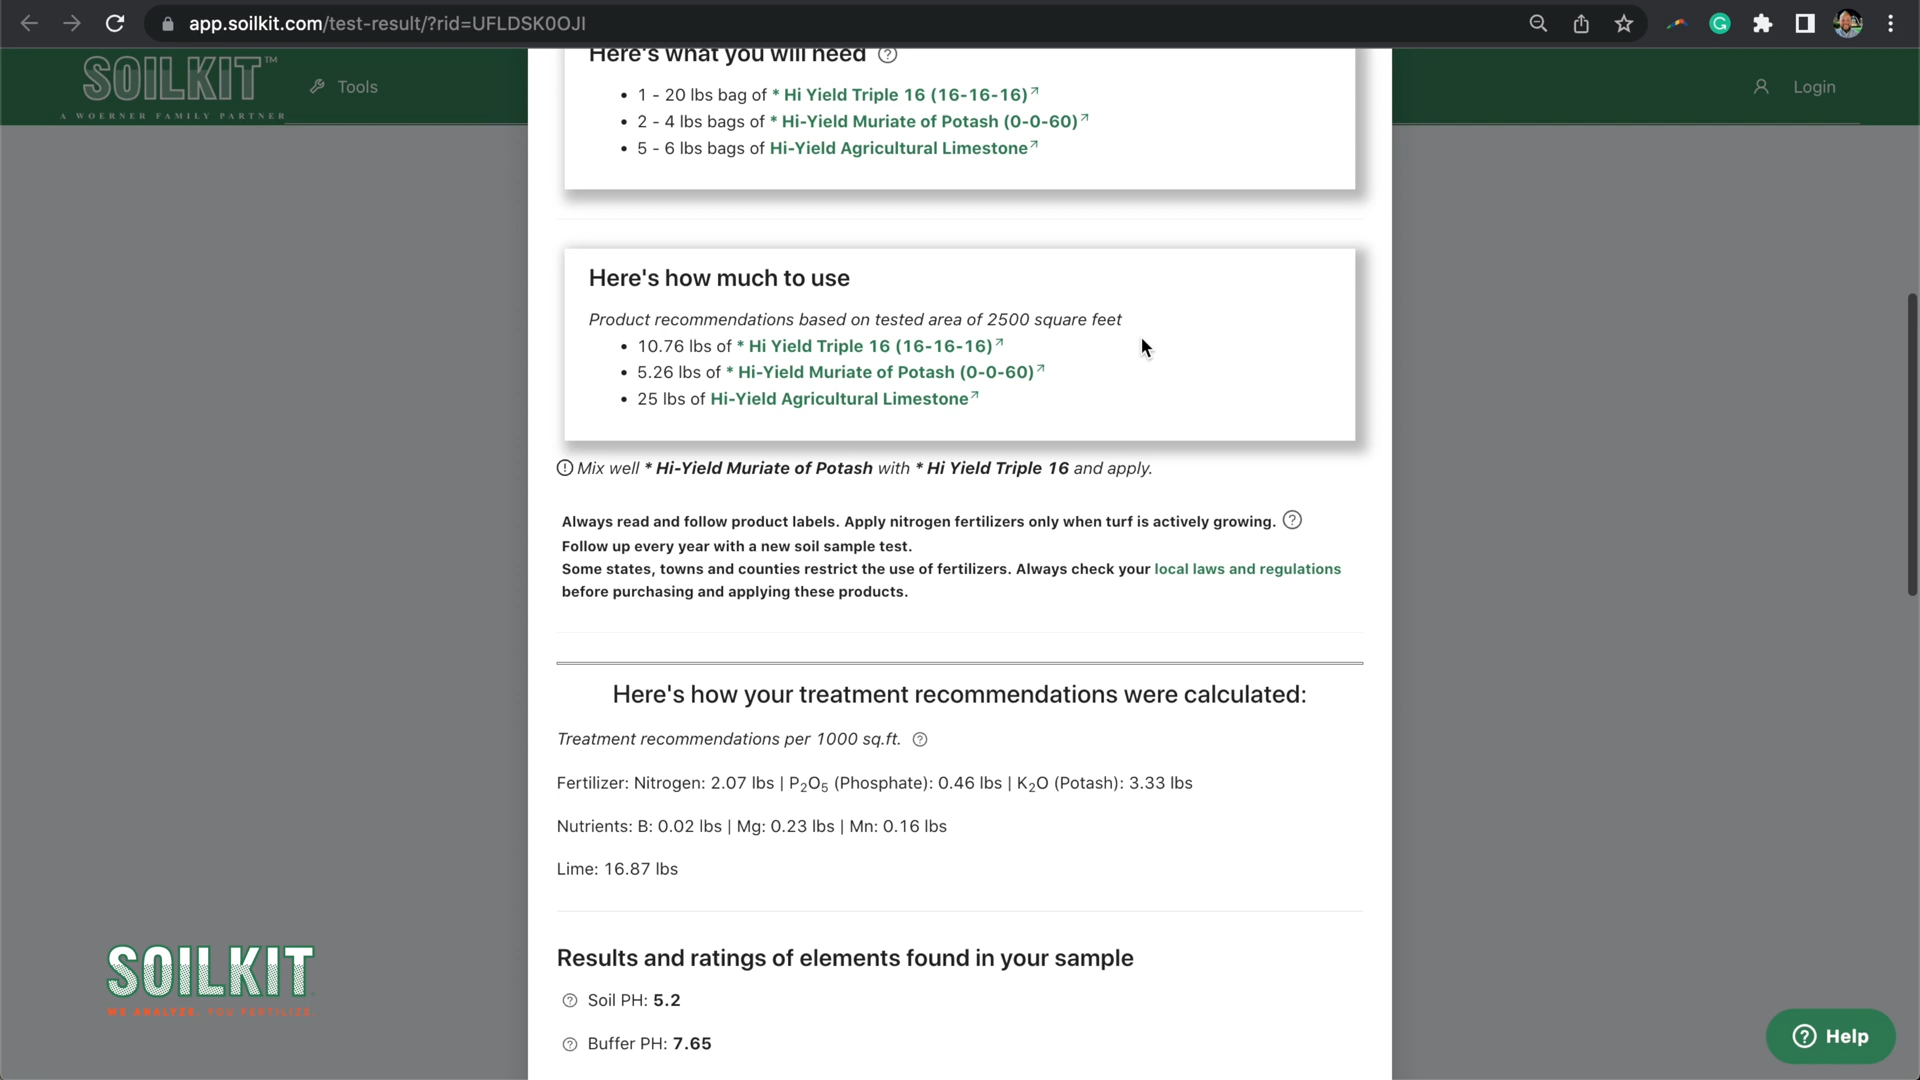 app.soilkit.com/test-result/?rid=UFLDSK0OJI
SOILKIT™
A WOERNER FAMILY PARTNER
Tools
Login
Here's what you will need
• 1 - 20 lbs bag of * Hi Yield Triple 16 (16-16-16)
• 2 - 4 lbs bags of * Hi-Yield Muriate of Potash (0-0-60)
• 5 - 6 lbs bags of Hi-Yield Agricultural Limestone
Here's how much to use
Product recommendations based on tested area of 2500 square feet
• 10.76 lbs of * Hi Yield Triple 16 (16-16-16)
• 5.26 lbs of * Hi-Yield Muriate of Potash (0-0-60)
• 25 lbs of Hi-Yield Agricultural Limestone
Mix well * Hi-Yield Muriate of Potash with * Hi Yield Triple 16 and apply.
Always read and follow product labels. Apply nitrogen fertilizers only when turf is actively growing.
Follow up every year with a new soil sample test.
Some states, towns and counties restrict the use of fertilizers. Always check your local laws and regulations
before purchasing and applying these products.
Here's how your treatment recommendations were calculated:
Treatment recommendations per 1000 sq.ft.
Fertilizer: Nitrogen: 2.07 lbs | P₂O₅ (Phosphate): 0.46 lbs | K₂O (Potash): 3.33 lbs
Nutrients: B: 0.02 lbs | Mg: 0.23 lbs | Mn: 0.16 lbs
Lime: 16.87 lbs
Results and ratings of elements found in your sample
Soil PH: 5.2
Buffer PH: 7.65
SOILKIT
WE ANALYZE. YOU FERTILIZE.
Help